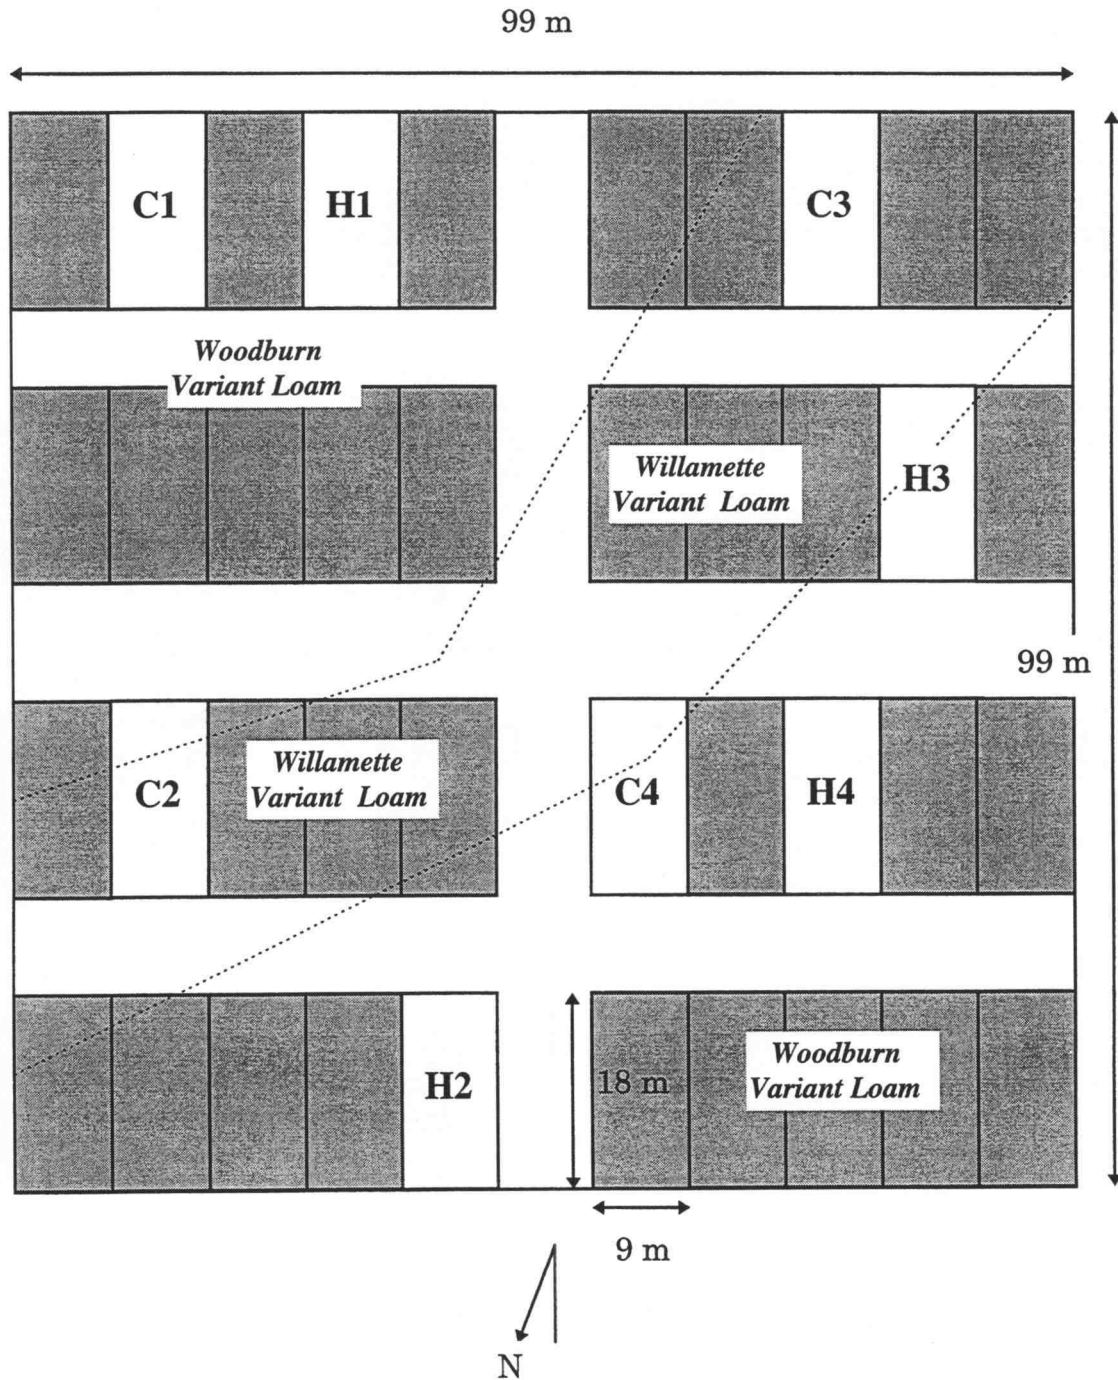 99 m
C1
H1
C3
Woodburn
Variant Loam
Willamette
Variant Loam
H3
99 m
Willamette
Variant Loam
C2
C4
H4
H2
18 m
Woodburn
Variant Loam
9 m
N